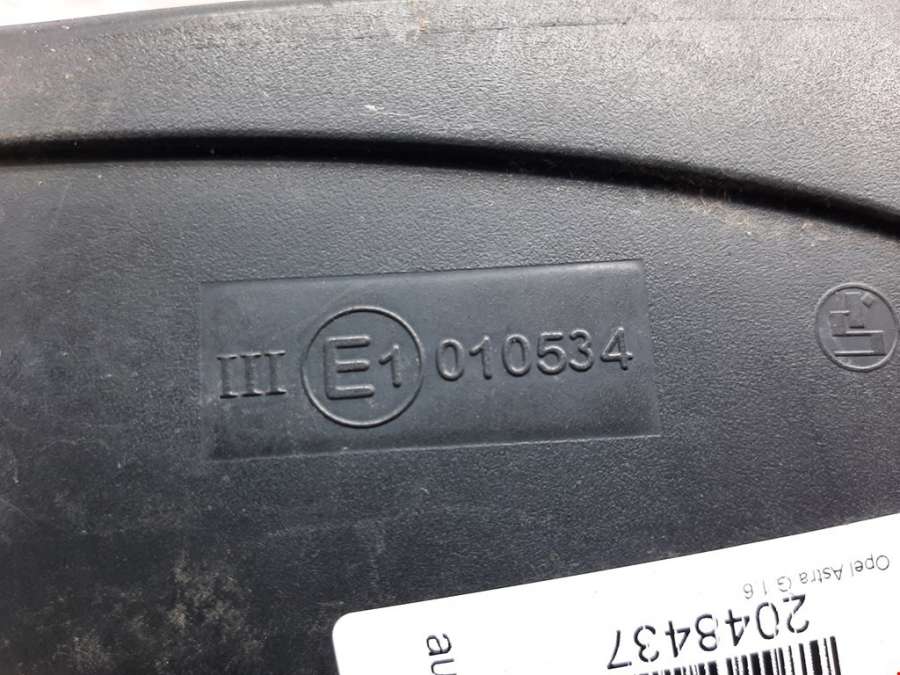 III E1 010534
Opel Astra G 1.6
2048437
au